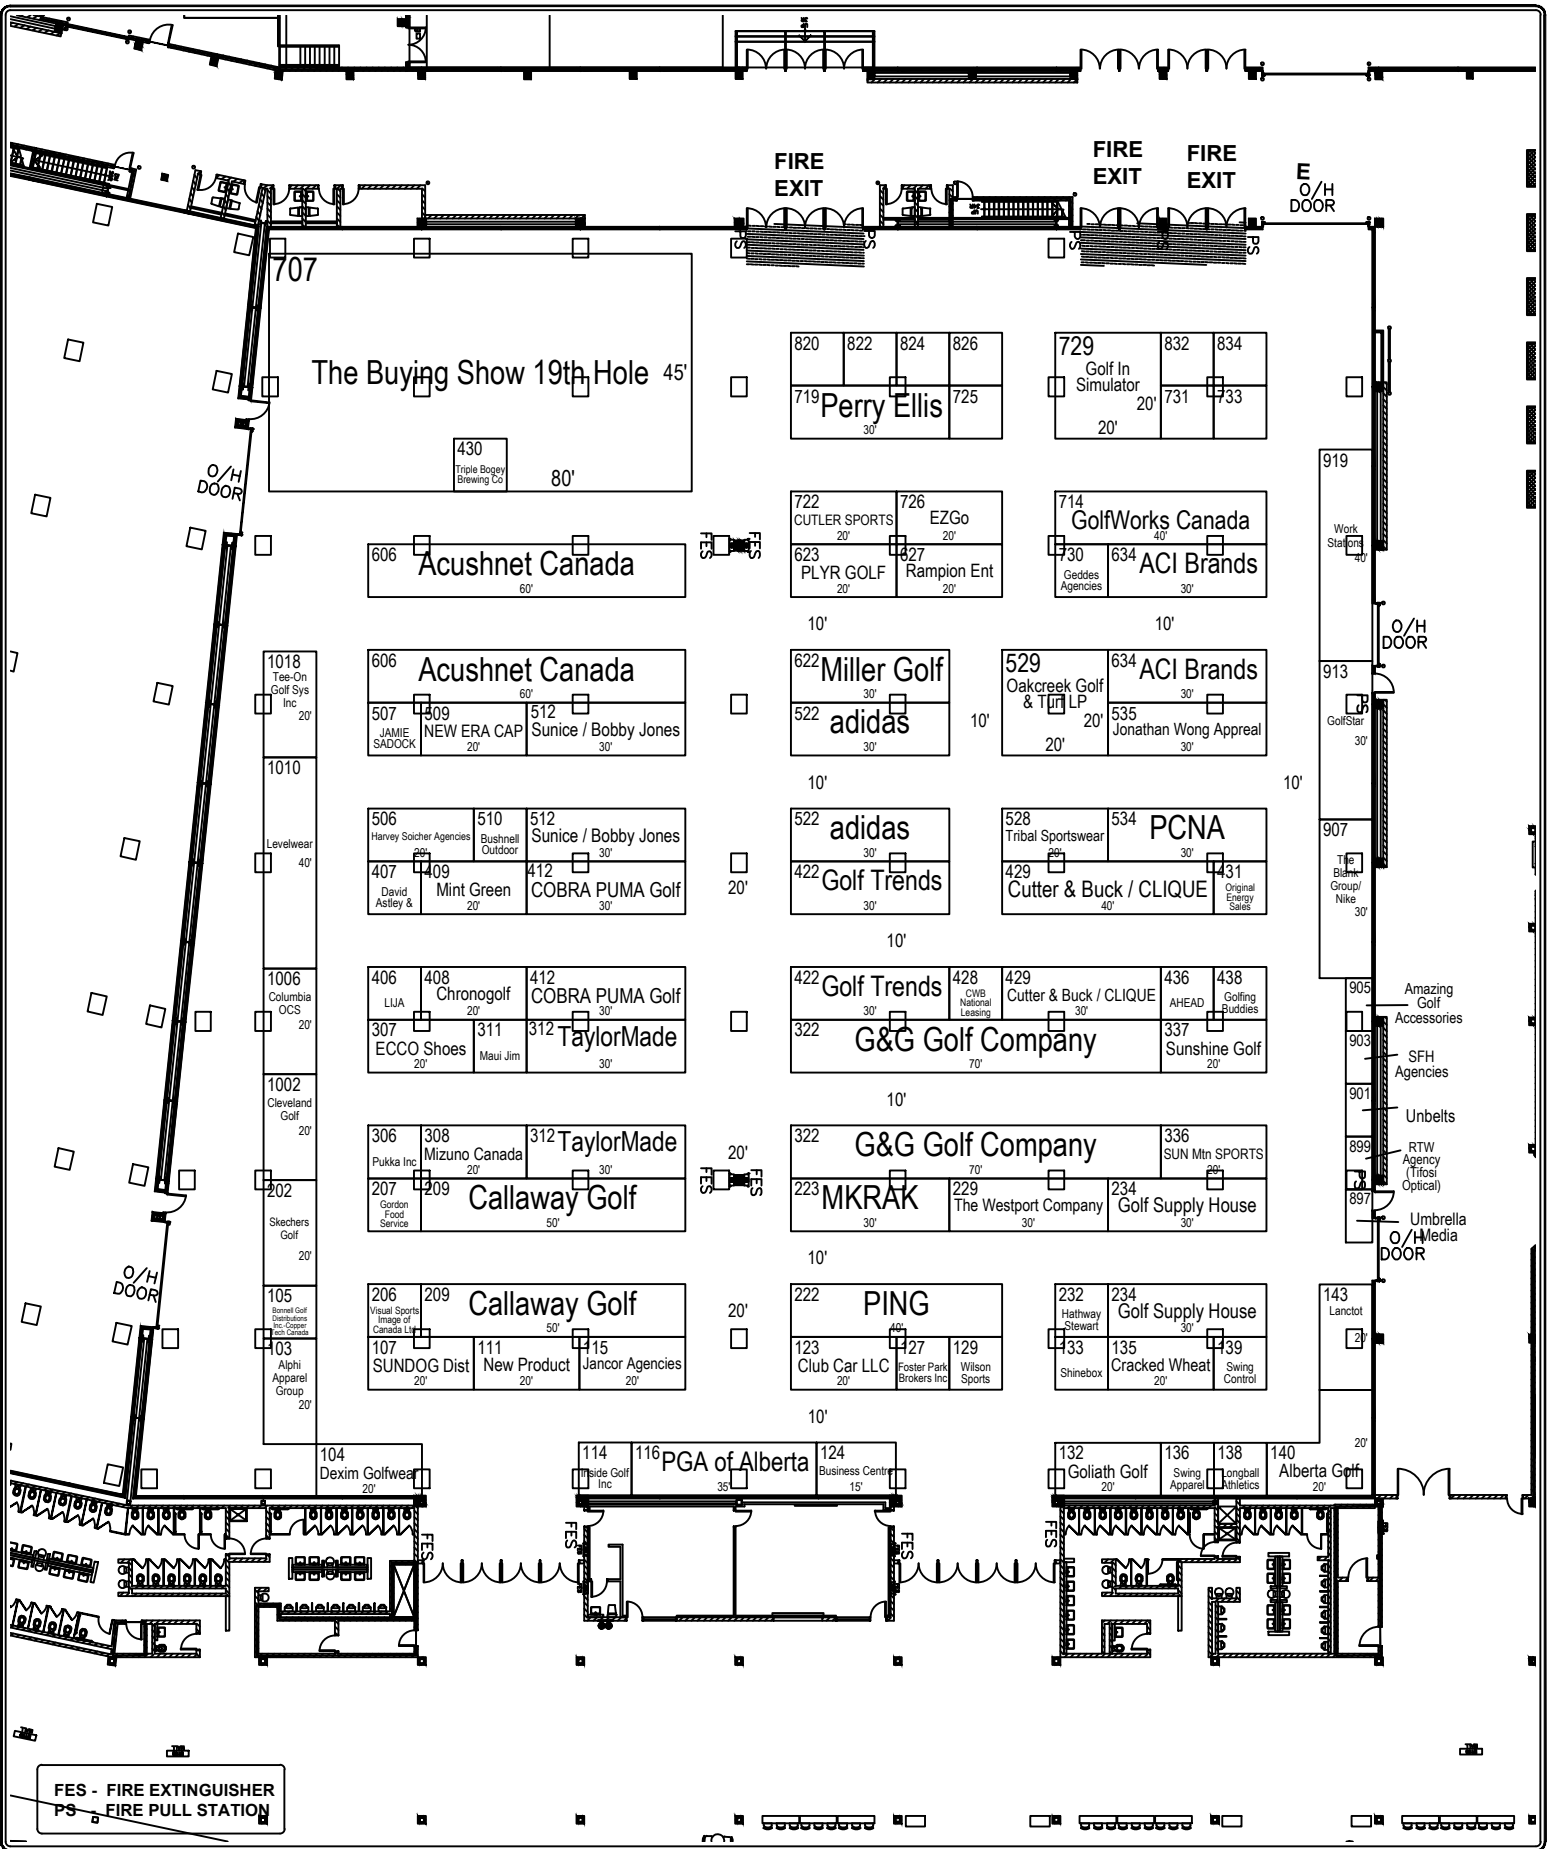 FIRE
EXIT
FIRE
EXIT
FIRE
EXIT
E
O/H
DOOR
PS
PS
PS
PS
PS
PS
707
The Buying Show 19th Hole
45'
80'
430
Triple Bogey
Brewing Co
820
822
824
826
719
Perry Ellis
30'
725
729
Golf In
Simulator
20'
20'
832
834
731
733
O/H
DOOR
919
Work
Stations
40'
722
CUTLER SPORTS
20'
726
EZGo
20'
714
GolfWorks Canada
40'
FES
FES
606
Acushnet Canada
60'
623
PLYR GOLF
20'
627
Rampion Ent
20'
730
Geddes
Agencies
634
ACI Brands
30'
10'
10'
O/H
DOOR
1018
Tee-On
Golf Sys
Inc
20'
606
Acushnet Canada
60'
622
Miller Golf
30'
529
Oakcreek Golf
& Turf LP
20'
20'
634
ACI Brands
30'
913
GolfStar
30'
PS
507
JAMIE
SADOCK
509
NEW ERA CAP
20'
512
Sunice / Bobby Jones
30'
522
adidas
30'
10'
535
Jonathan Wong Appreal
30'
1010
Levelwear
40'
10'
10'
506
Harvey Soicher Agencies
20'
510
Bushnell
Outdoor
512
Sunice / Bobby Jones
30'
522
adidas
30'
528
Tribal Sportswear
20'
534
PCNA
30'
907
The
Blank
Group/
Nike
30'
407
David
Astley &
409
Mint Green
20'
412
COBRA PUMA Golf
30'
20'
422
Golf Trends
30'
429
Cutter & Buck / CLIQUE
40'
431
Original
Energy
Sales
10'
1006
Columbia
OCS
20'
406
LIJA
408
Chronogolf
20'
412
COBRA PUMA Golf
30'
422
Golf Trends
30'
428
CWB
National
Leasing
429
Cutter & Buck / CLIQUE
30'
436
AHEAD
438
Golfing
Buddies
905
Amazing
Golf
Accessories
307
ECCO Shoes
20'
311
Maui Jim
312
TaylorMade
30'
322
G&G Golf Company
70'
337
Sunshine Golf
20'
903
SFH
Agencies
1002
Cleveland
Golf
20'
10'
901
Unbelts
306
Pukka Inc
308
Mizuno Canada
20'
312
TaylorMade
30'
20'
322
G&G Golf Company
70'
336
SUN Mtn SPORTS
20'
899
RTW
Agency
(Tifosi
Optical)
PS
FES
FES
202
Skechers
Golf
20'
207
Gordon
Food
Service
209
Callaway Golf
50'
223
MKRAK
30'
229
The Westport Company
30'
234
Golf Supply House
30'
897
Umbrella
Media
O/H
DOOR
10'
O/H
DOOR
105
Bonnell Golf
Distributions
Inc.-Copper
Tech Canada
206
Visual Sports
Image of
Canada Ltd
209
Callaway Golf
50'
20'
222
PING
40'
232
Hathway
Stewart
234
Golf Supply House
30'
143
Lanctot
20'
103
Alphi
Apparel
Group
20'
107
SUNDOG Dist
20'
111
New Product
20'
115
Jancor Agencies
20'
123
Club Car LLC
20'
127
Foster Park
Brokers Inc
129
Wilson
Sports
133
Shinebox
135
Cracked Wheat
20'
139
Swing
Control
10'
104
Dexim Golfwear
20'
114
Inside Golf
Inc
116
PGA of Alberta
35'
124
Business Centre
15'
132
Goliath Golf
20'
136
Swing
Apparel
138
Longball
Athletics
140
Alberta Golf
20'
20'
FES
FES
FES
FES
FES - FIRE EXTINGUISHER
PS - FIRE PULL STATION